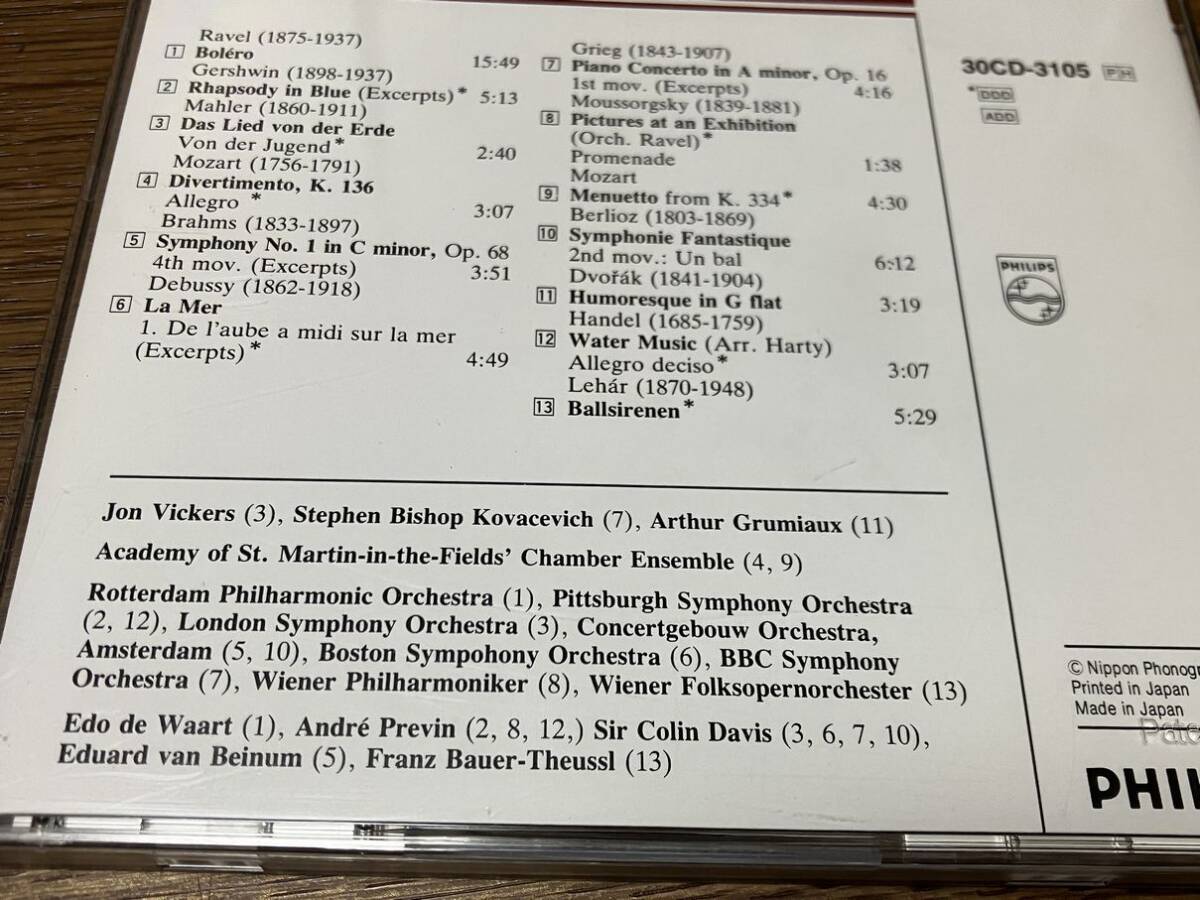 Ravel (1875-1937)
1 Boléro 15:49
Gershwin (1898-1937)
2 Rhapsody in Blue (Excerpts)* 5:13
Mahler (1860-1911)
3 Das Lied von der Erde
Von der Jugend* 2:40
Mozart (1756-1791)
4 Divertimento, K. 136
Allegro * 3:07
Brahms (1833-1897)
5 Symphony No. 1 in C minor, Op. 68
4th mov. (Excerpts) 3:51
Debussy (1862-1918)
6 La Mer
1. De l'aube a midi sur la mer
(Excerpts)* 4:49
Grieg (1843-1907)
7 Piano Concerto in A minor, Op. 16
1st mov. (Excerpts) 4:16
Moussorgsky (1839-1881)
8 Pictures at an Exhibition
(Orch. Ravel)*
Promenade 1:38
Mozart
9 Menuetto from K. 334* 4:30
Berlioz (1803-1869)
10 Symphonie Fantastique
2nd mov.: Un bal 6:12
Dvořák (1841-1904)
11 Humoresque in G flat 3:19
Handel (1685-1759)
12 Water Music (Arr. Harty)
Allegro deciso* 3:07
Lehár (1870-1948)
13 Ballsirenen* 5:29
30CD-3105 PH
*DDD
ADD
PHILIPS
Jon Vickers (3), Stephen Bishop Kovacevich (7), Arthur Grumiaux (11)
Academy of St. Martin-in-the-Fields' Chamber Ensemble (4, 9)
Rotterdam Philharmonic Orchestra (1), Pittsburgh Symphony Orchestra
(2, 12), London Symphony Orchestra (3), Concertgebouw Orchestra,
Amsterdam (5, 10), Boston Sympohony Orchestra (6), BBC Symphony
Orchestra (7), Wiener Philharmoniker (8), Wiener Folksopernorchester (13)
Edo de Waart (1), André Previn (2, 8, 12,) Sir Colin Davis (3, 6, 7, 10),
Eduard van Beinum (5), Franz Bauer-Theussl (13)
© Nippon Phonogr
Printed in Japan
Made in Japan
Pate
PHIL